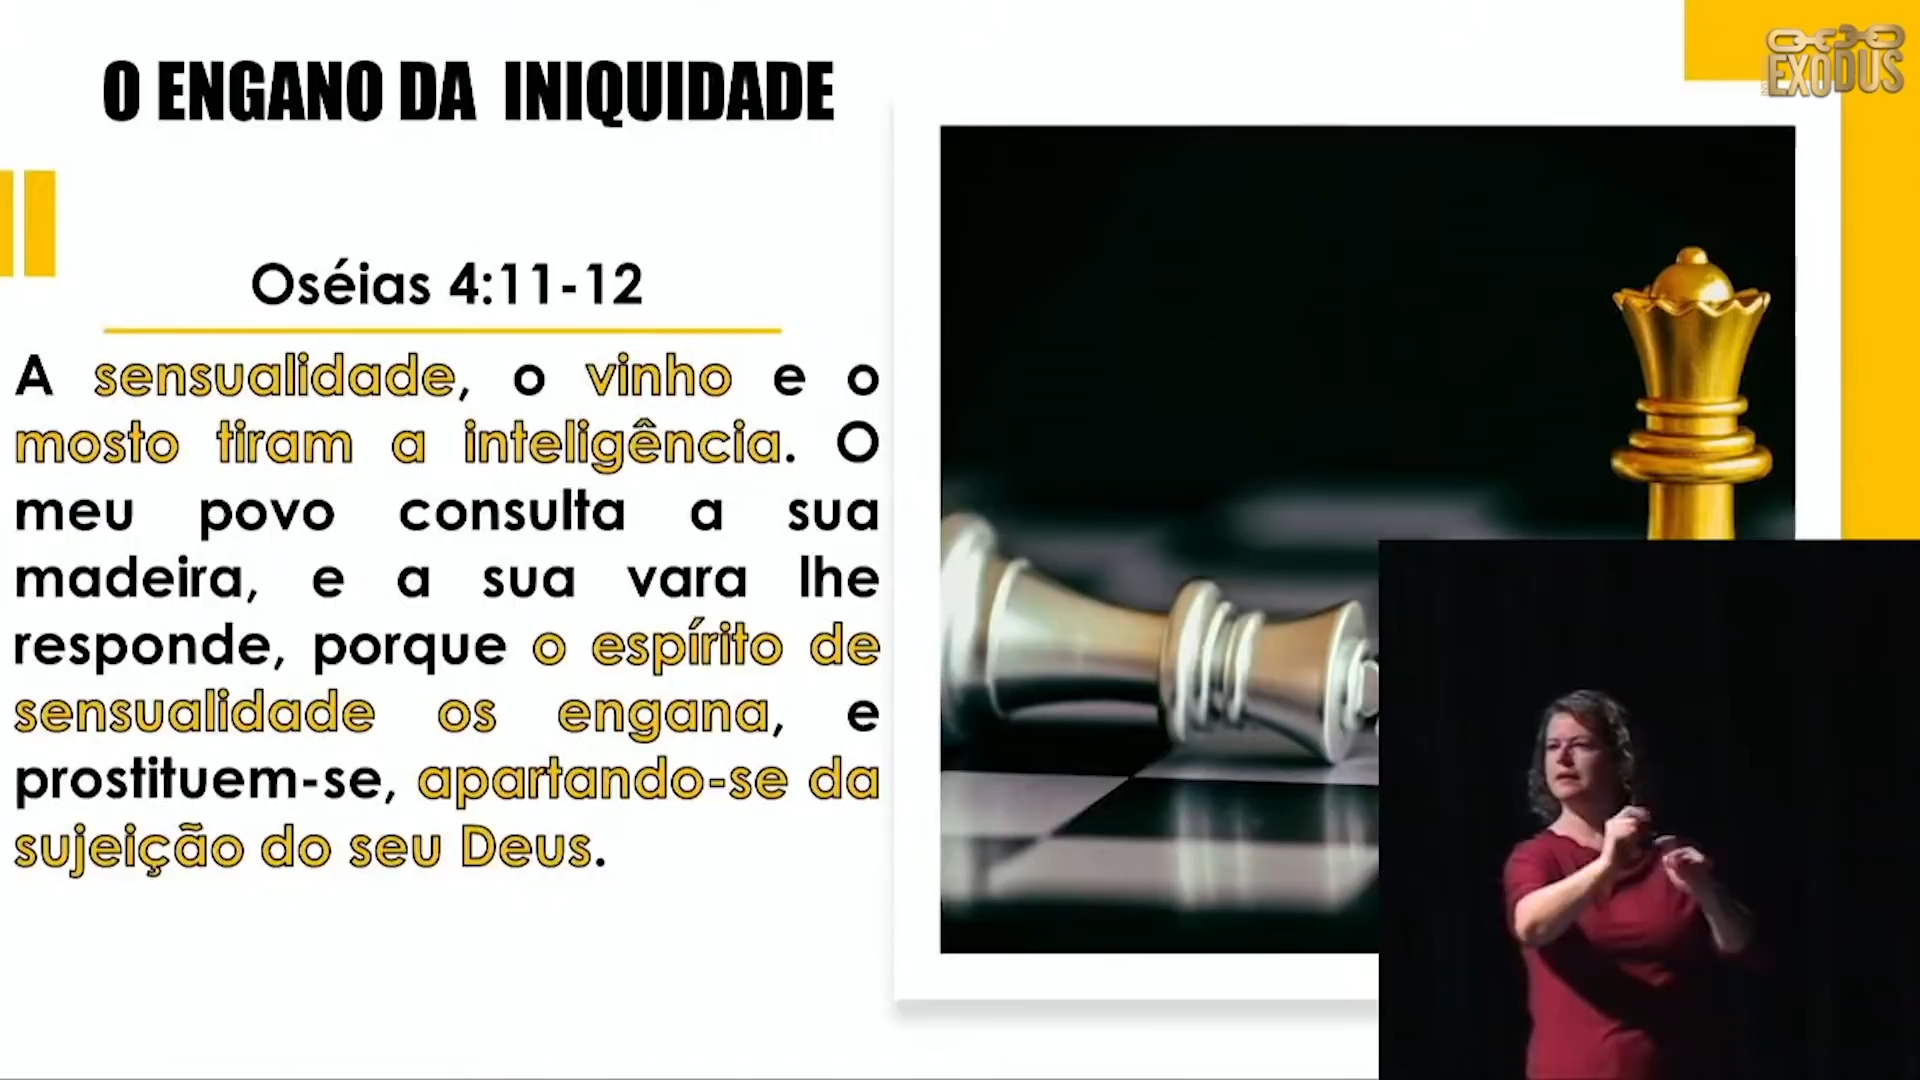 O ENGANO DA INIQUIDADE
EXODUS
Oséias 4:11-12
A sensualidade, o vinho e o
mosto tiram a inteligência. O
meu povo consulta a sua
madeira, e a sua vara lhe
responde, porque o espírito de
sensualidade os engana, e
prostituem-se, apartando-se da
sujeição do seu Deus.